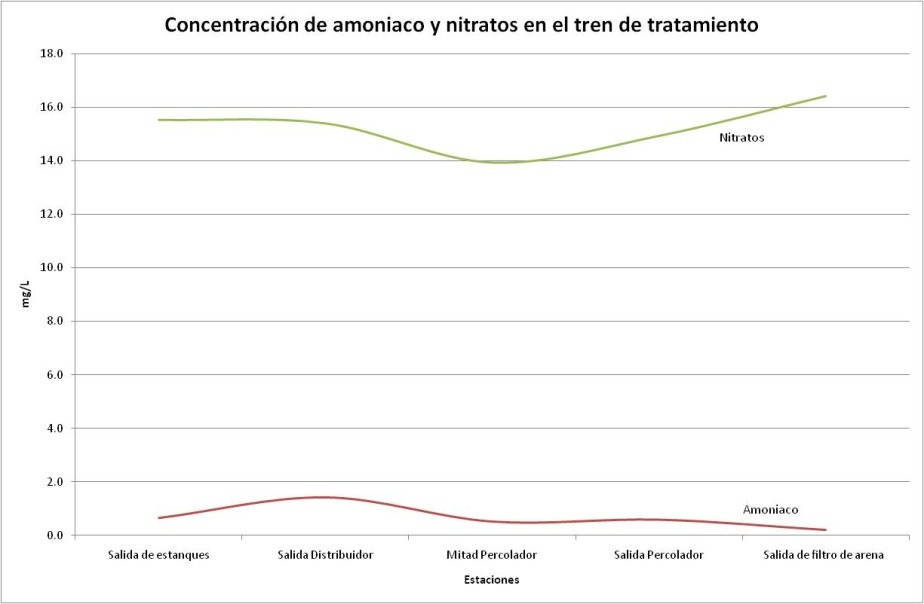 Concentración de amoniaco y nitratos en el tren de tratamiento
18.0
16.0
14.0
12.0
10.0
8.0
6.0
4.0
2.0
0.0
mg/L
Nitratos
Amoniaco
Salida de estanques
Salida Distribuidor
Mitad Percolador
Salida Percolador
Salida de filtro de arena
Estaciones